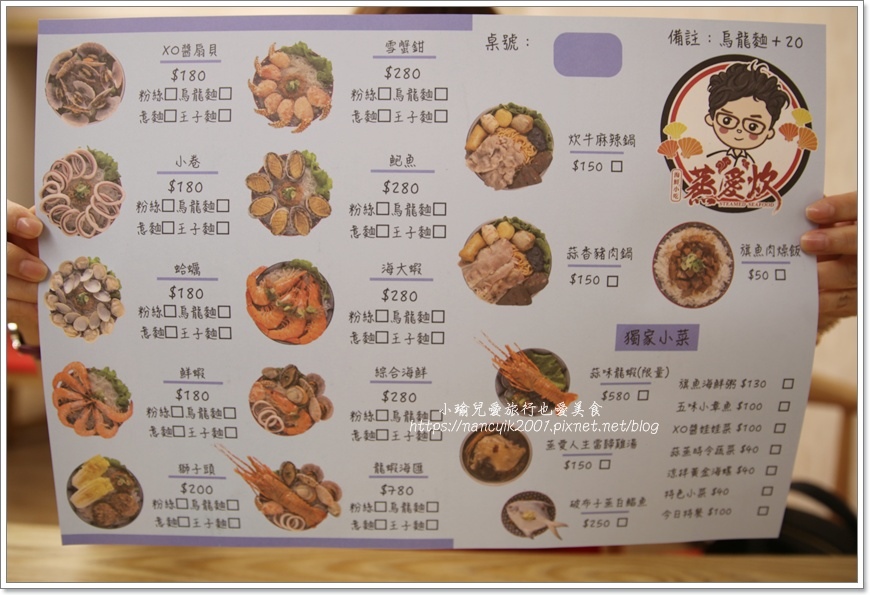 XO醬扇貝
$180
粉絲□烏龍麵□
意麵□王子麵□
小卷
$180
粉絲□烏龍麵□
意麵□王子麵□
蛤蠣
$180
粉絲□烏龍麵□
意麵□王子麵□
鮮蝦
$180
粉絲□烏龍麵□
意麵□王子麵□
獅子頭
$200
粉絲□烏龍麵□
意麵□王子麵□
雪蟹鉗
$280
粉絲□烏龍麵□
意麵□王子麵□
鮑魚
$280
粉絲□烏龍麵□
意麵□王子麵□
海大蝦
$280
粉絲□烏龍麵□
意麵□王子麵□
綜合海鮮
$280
粉絲□烏龍麵□
意麵□王子麵□
龍蝦海匯
$780
粉絲□烏龍麵□
意麵□王子麵□
桌號：
備註：烏龍麵+20
炊牛麻辣鍋
$150 □
蒜香豬肉鍋
$150 □
蒸愛炊
STEAMED SEAFOOD
海鮮小吃
旗魚肉燥飯
$50 □
獨家小菜
蒜味龍蝦(限量)
$580 □
蒸愛人生當歸雞湯
$150 □
破布子蒸白鯧魚
$250 □
旗魚海鮮粥 $130 □
五味小章魚 $100 □
XO醬娃娃菜 $100 □
蒜蒸時令蔬菜 $40 □
涼拌黃金海蜇 $40 □
特色小菜 $40 □
今日時餐 $100 □
小瑜兒愛旅行也愛美食
https://nancyjk2001.pixnet.net/blog